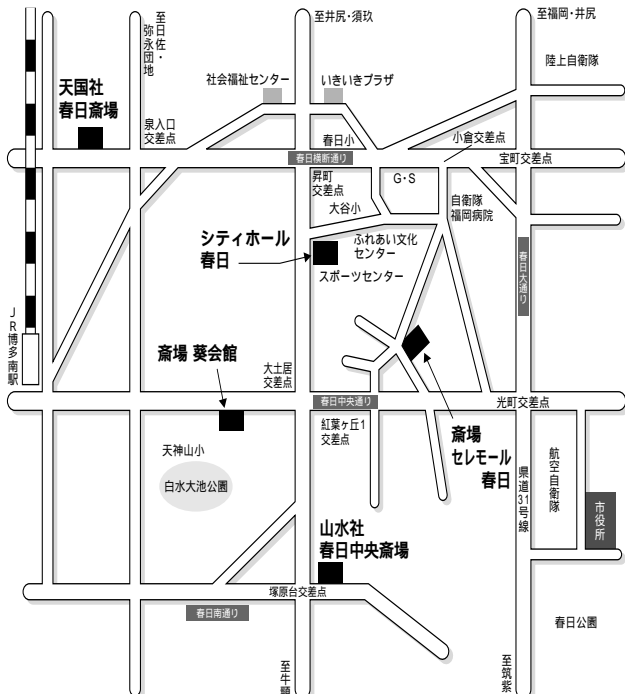 至日佐・
弥永団・地
至井尻・須玖
至福岡・井尻
陸上自衛隊
天国社
春日斎場
社会福祉センター
いきいきプラザ
泉入口
交差点
春日小
小倉交差点
春日横断通り
宝町交差点
昇町
交差点
G・S
大谷小
自衛隊
福岡病院
シティホール
春日
ふれあい文化
センター
スポーツセンター
春日大通り
JR博多南駅
斎場 葵会館
大土居
交差点
春日中央通り
光町交差点
紅葉ヶ丘1
交差点
斎場
セレモール
春日
天神山小
白水大池公園
県道31号線
航空自衛隊
市役所
山水社
春日中央斎場
塚原台交差点
春日南通り
春日公園
至牛頸
至筑紫